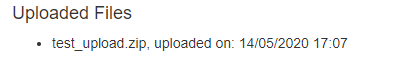 Uploaded Files
• test_upload.zip, uploaded on: 14/05/2020 17:07